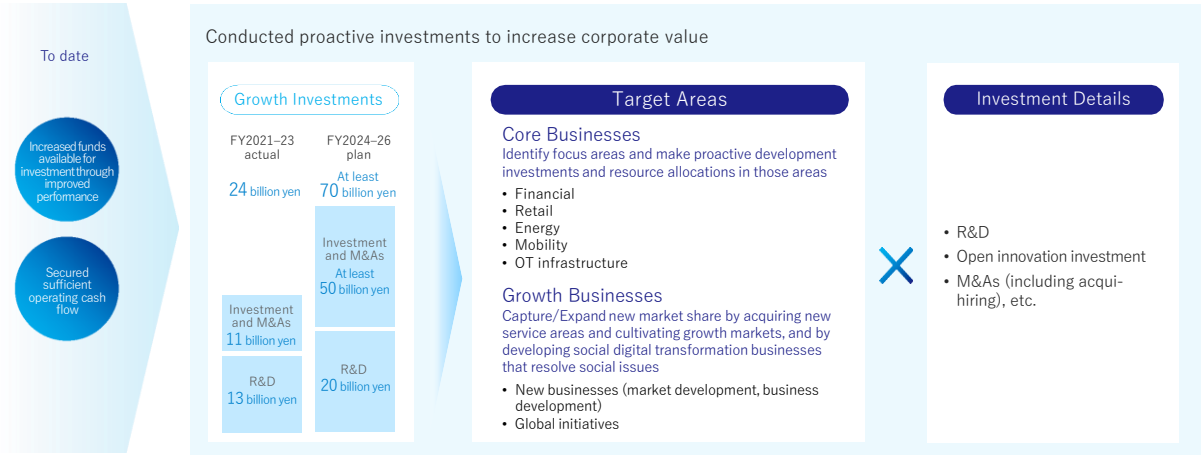 To date
Increased funds
available for
investment through
improved
performance
Secured
sufficient
operating cash
flow
Conducted proactive investments to increase corporate value
Growth Investments
FY2021–23
actual
24 billion yen
Investment
and M&As
11 billion yen
R&D
13 billion yen
FY2024–26
plan
At least
70 billion yen
Investment
and M&As
At least
50 billion yen
R&D
20 billion yen
Target Areas
Core Businesses
Identify focus areas and make proactive development
investments and resource allocations in those areas
• Financial
• Retail
• Energy
• Mobility
• OT infrastructure
Growth Businesses
Capture/Expand new market share by acquiring new
service areas and cultivating growth markets, and by
developing social digital transformation businesses
that resolve social issues
• New businesses (market development, business
development)
• Global initiatives
Investment Details
• R&D
• Open innovation investment
• M&As (including acqui-
hiring), etc.